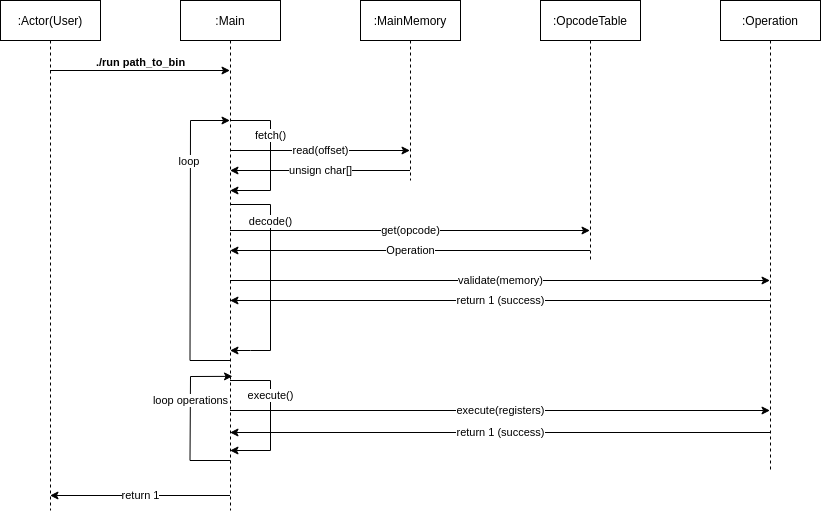 :Actor(User)
:Main
:MainMemory
:OpcodeTable
:Operation
./run path_to_bin
fetch()
read(offset)
loop
unsign char[]
decode()
get(opcode)
Operation
validate(memory)
return 1 (success)
execute()
loop operations
execute(registers)
return 1 (success)
return 1